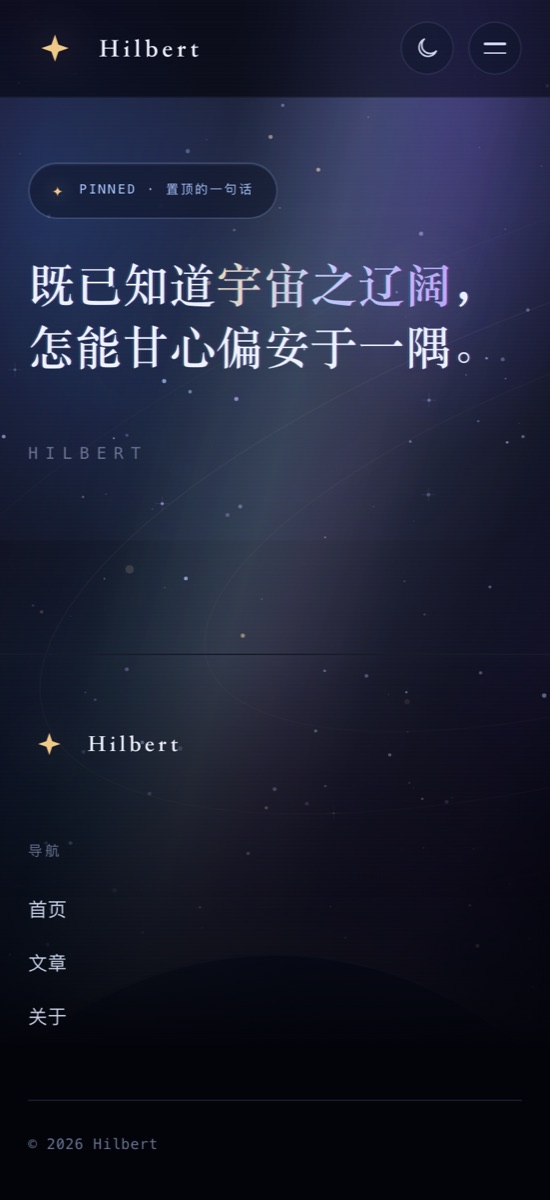 Hilbert
PINNED · 置顶的一句话
既已知道宇宙之辽阔，
怎能甘心偏安于一隅。
HILBERT
Hilbert
导航
首页
文章
关于
© 2026 Hilbert